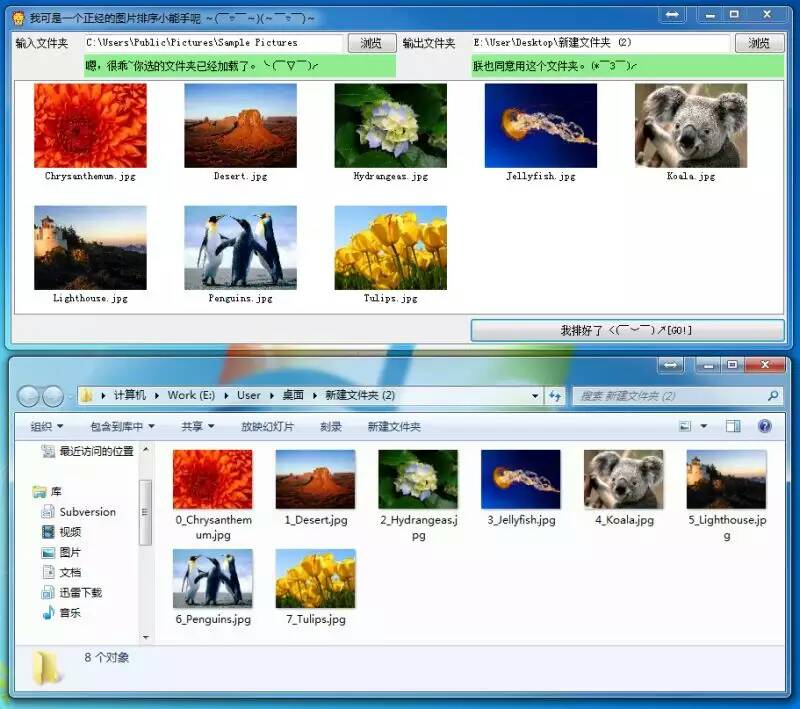 我可是一个正经的图片排序小能手呢 ~(￣▽￣~)(~￣▽￣)~
输入文件夹 C:\Users\Public\Pictures\Sample Pictures 浏览 输出文件夹 E:\User\Desktop\新建文件夹 (2) 浏览
嗯，很乖~你选的文件夹已经加载了。╰(￣▽￣)╭ 朕也同意用这个文件夹。(*￣3￣)╭
Chrysanthemum.jpg Desert.jpg Hydrangeas.jpg Jellyfish.jpg Koala.jpg
Lighthouse.jpg Penguins.jpg Tulips.jpg
我排好了 <(￣︶￣)↗[GO!]
计算机 Work (E:) User 桌面 新建文件夹 (2) 搜索 新建文件夹 (2)
组织 包含到库中 共享 放映幻灯片 刻录 新建文件夹
最近访问的位置
库
Subversion
视频
图片
文档
迅雷下载
音乐
0_Chrysanthem
um.jpg
1_Desert.jpg
2_Hydrangeas.j
pg
3_Jellyfish.jpg
4_Koala.jpg
5_Lighthouse.jp
g
6_Penguins.jpg
7_Tulips.jpg
8 个对象